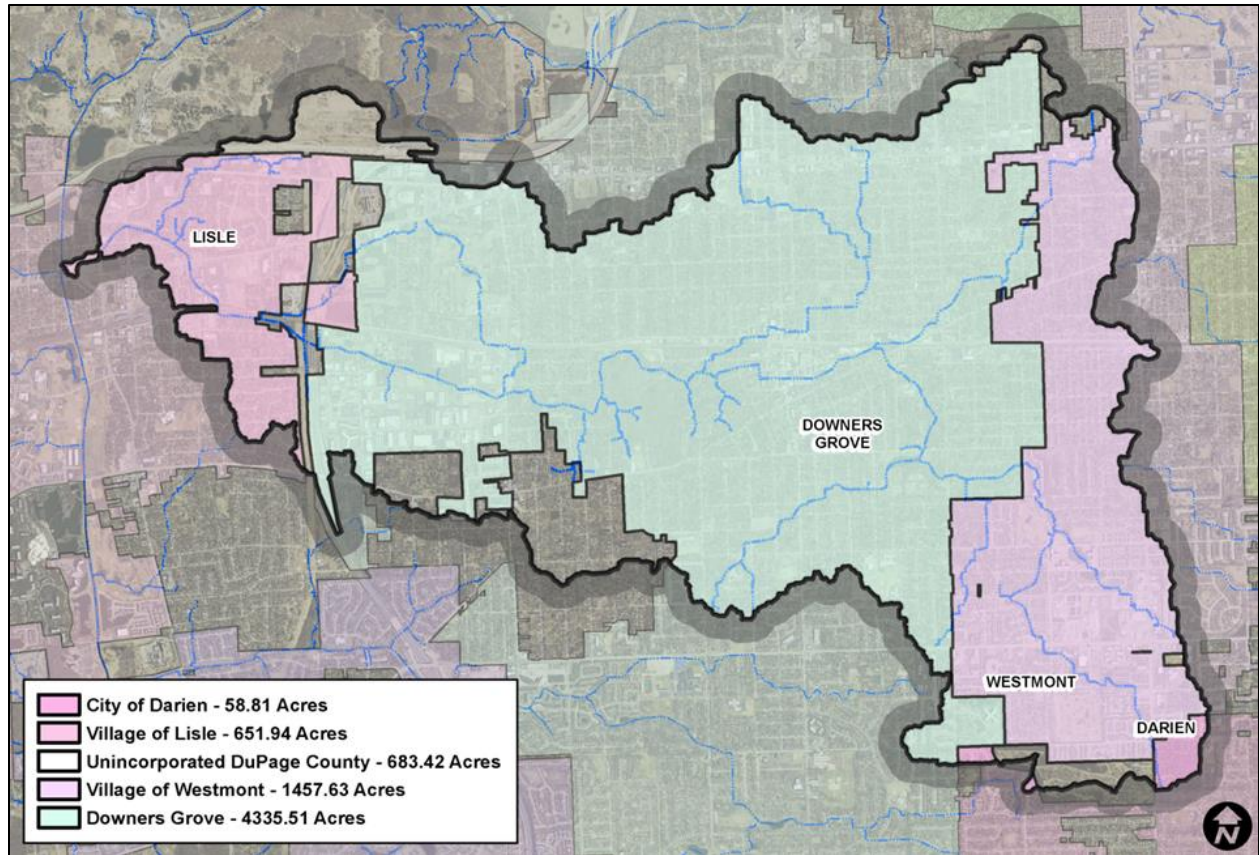 LISLE
DOWNERS
GROVE
WESTMONT
DARIEN
City of Darien - 58.81 Acres
Village of Lisle - 651.94 Acres
Unincorporated DuPage County - 683.42 Acres
Village of Westmont - 1457.63 Acres
Downers Grove - 4335.51 Acres
N